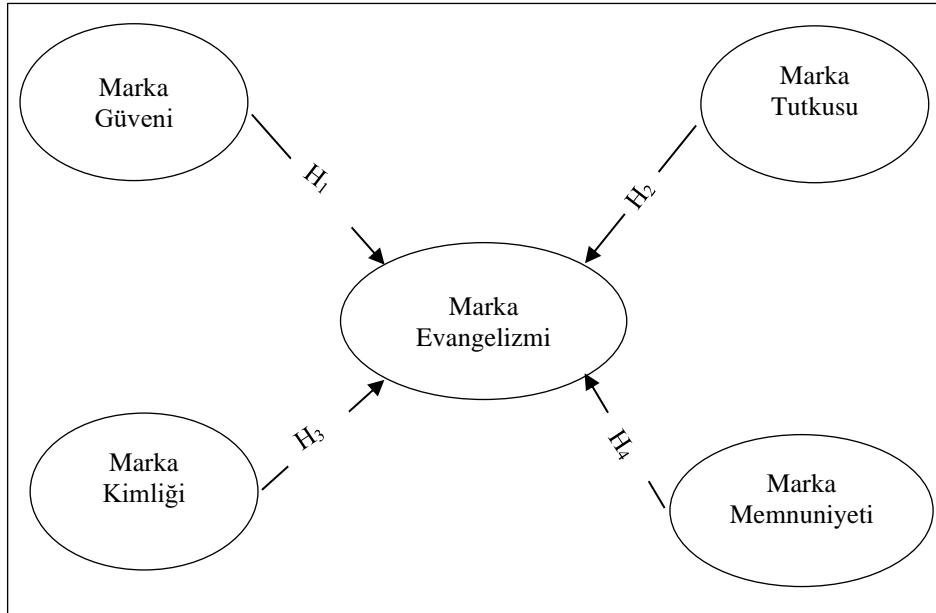 Marka
Güveni
Marka
Tutkusu
H₁
H₂
Marka
Evangelizmi
H₃
H₄
Marka
Kimliği
Marka
Memnuniyeti